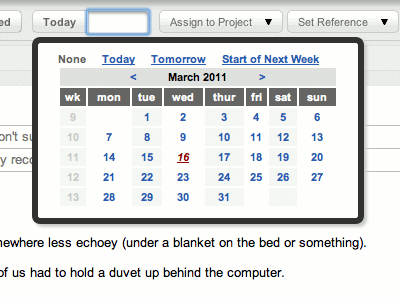 ed Today Assign to Project ▼ Set Reference ▼
None Today Tomorrow Start of Next Week
< March 2011 >
wk mon tue wed thur fri sat sun
9 1 2 3 4 5 6
10 7 8 9 10 11 12 13
11 14 15 16 17 18 19 20
12 21 22 23 24 25 26 27
13 28 29 30 31
on't su
y reco
newhere less echoey (under a blanket on the bed or something).
of us had to hold a duvet up behind the computer.